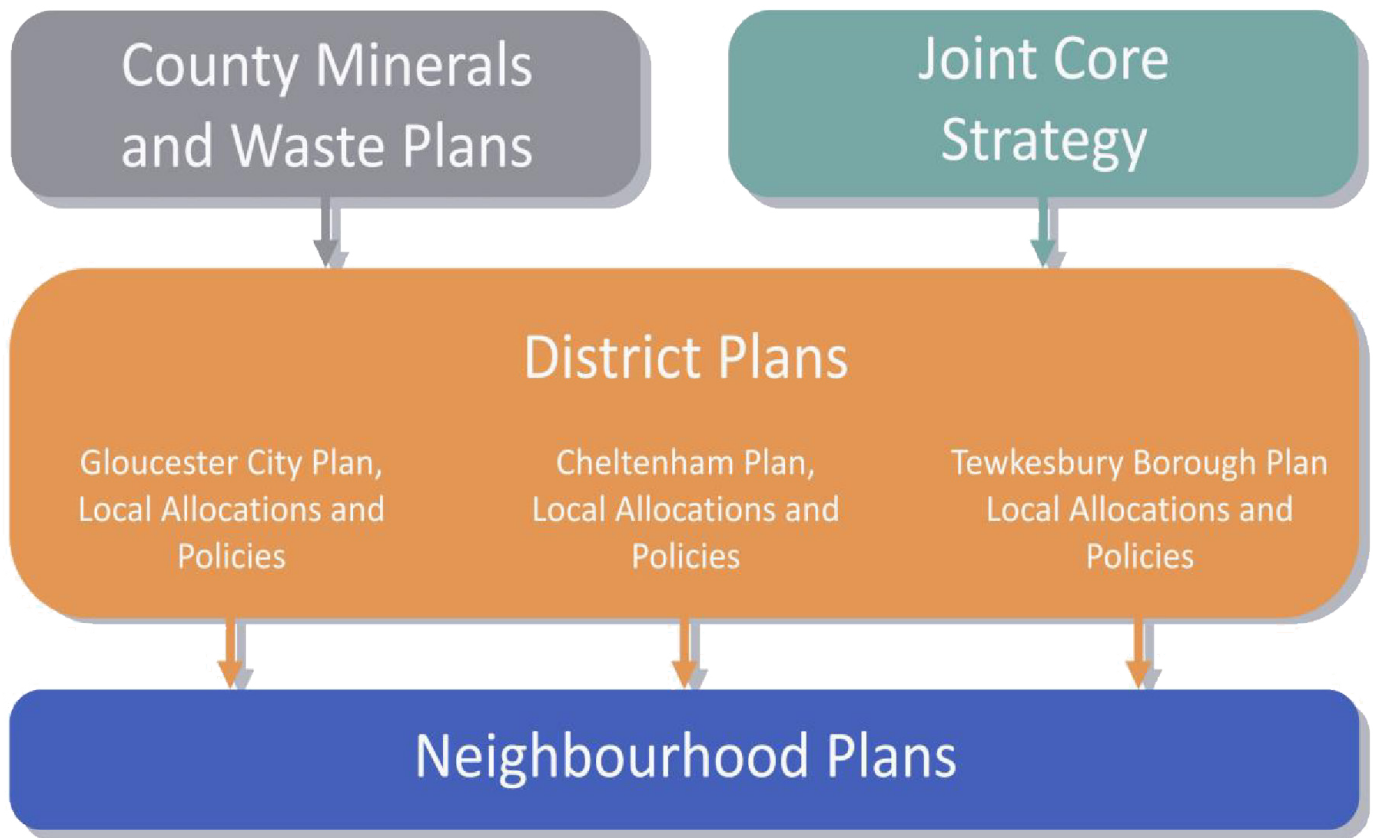 County Minerals
and Waste Plans
Joint Core
Strategy
District Plans
Gloucester City Plan,
Local Allocations and
Policies
Cheltenham Plan,
Local Allocations and
Policies
Tewkesbury Borough Plan
Local Allocations and
Policies
Neighbourhood Plans